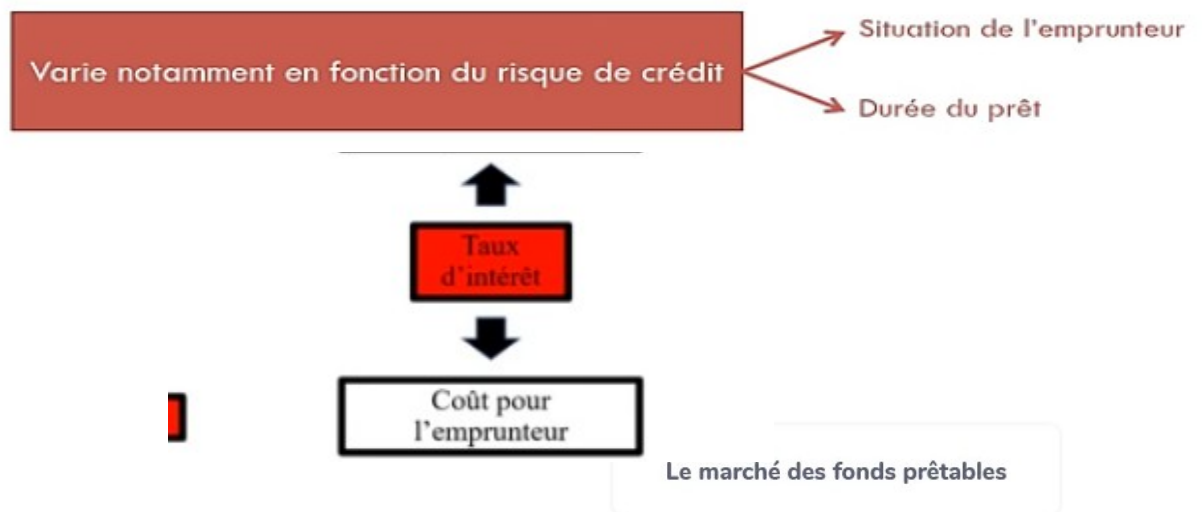 Situation de l'emprunteur
Varie notamment en fonction du risque de crédit
Durée du prêt
Taux
d'intérêt
Coût pour
l'emprunteur
Le marché des fonds prêtables